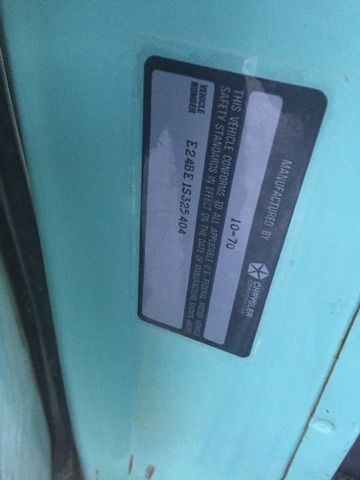 MANUFACTURED BY
CHRYSLER
CORPORATION
10-70
THIS VEHICLE CONFORMS TO ALL APPLICABLE U.S. FEDERAL MOTOR VEHICLE
SAFETY STANDARDS IN EFFECT ON THE DATE OF MANUFACTURE SHOWN ABOVE
VEHICLE
NUMBER
E24BE1S325404